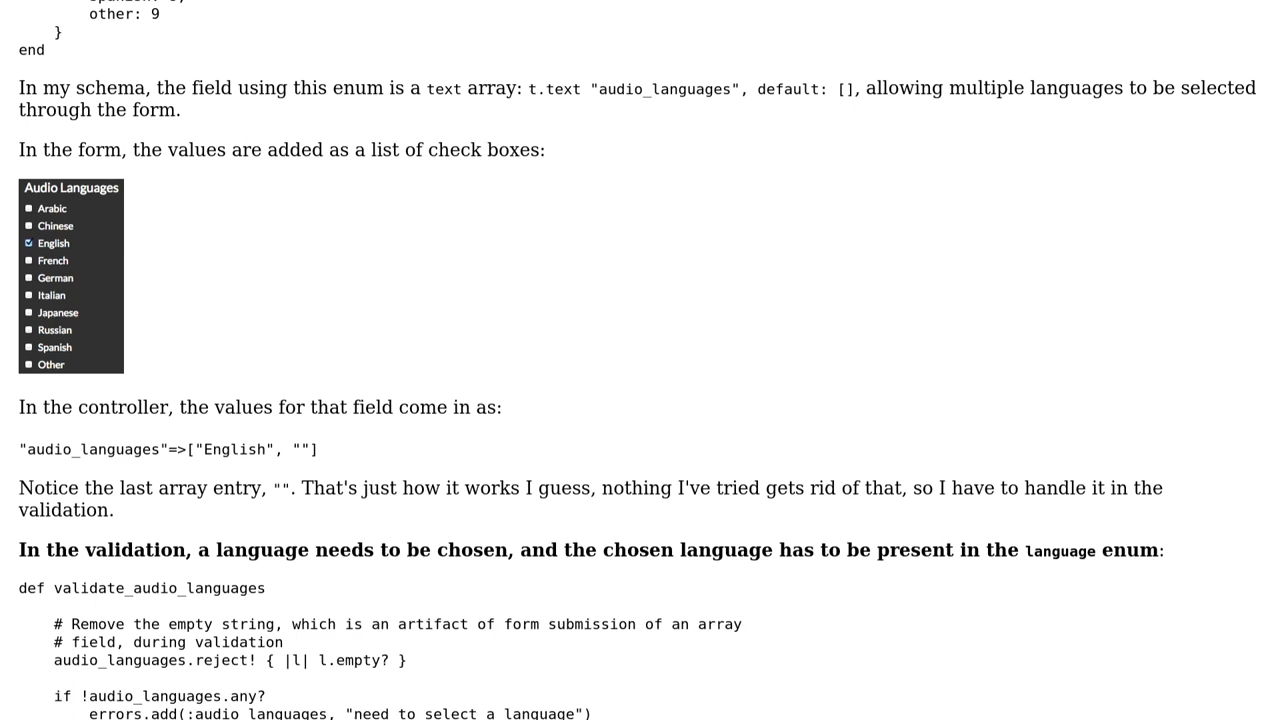 other: 9
}
end
In my schema, the field using this enum is a text array: t.text "audio_languages", default: [], allowing multiple languages to be selected
through the form.
In the form, the values are added as a list of check boxes:
Audio Languages
Arabic
Chinese
English
French
German
Italian
Japanese
Russian
Spanish
Other
In the controller, the values for that field come in as:
"audio_languages"=>["English", ""]
Notice the last array entry, "". That's just how it works I guess, nothing I've tried gets rid of that, so I have to handle it in the
validation.
In the validation, a language needs to be chosen, and the chosen language has to be present in the language enum:
def validate_audio_languages
# Remove the empty string, which is an artifact of form submission of an array
# field, during validation
audio_languages.reject! { |l| l.empty? }
if !audio_languages.any?
errors.add(:audio_languages, "need to select a language")